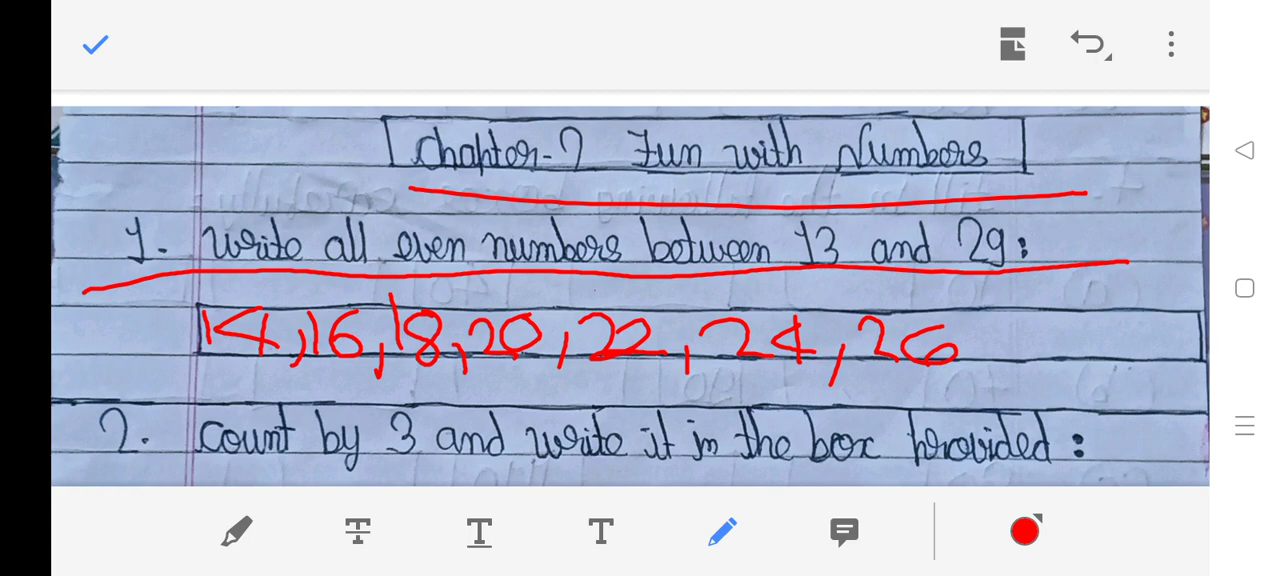 Chapter-2 Fun with Numbers
1. Write all even numbers between 13 and 29:
14, 16, 18, 20, 22, 24, 26
2. Count by 3 and write it in the box provided: